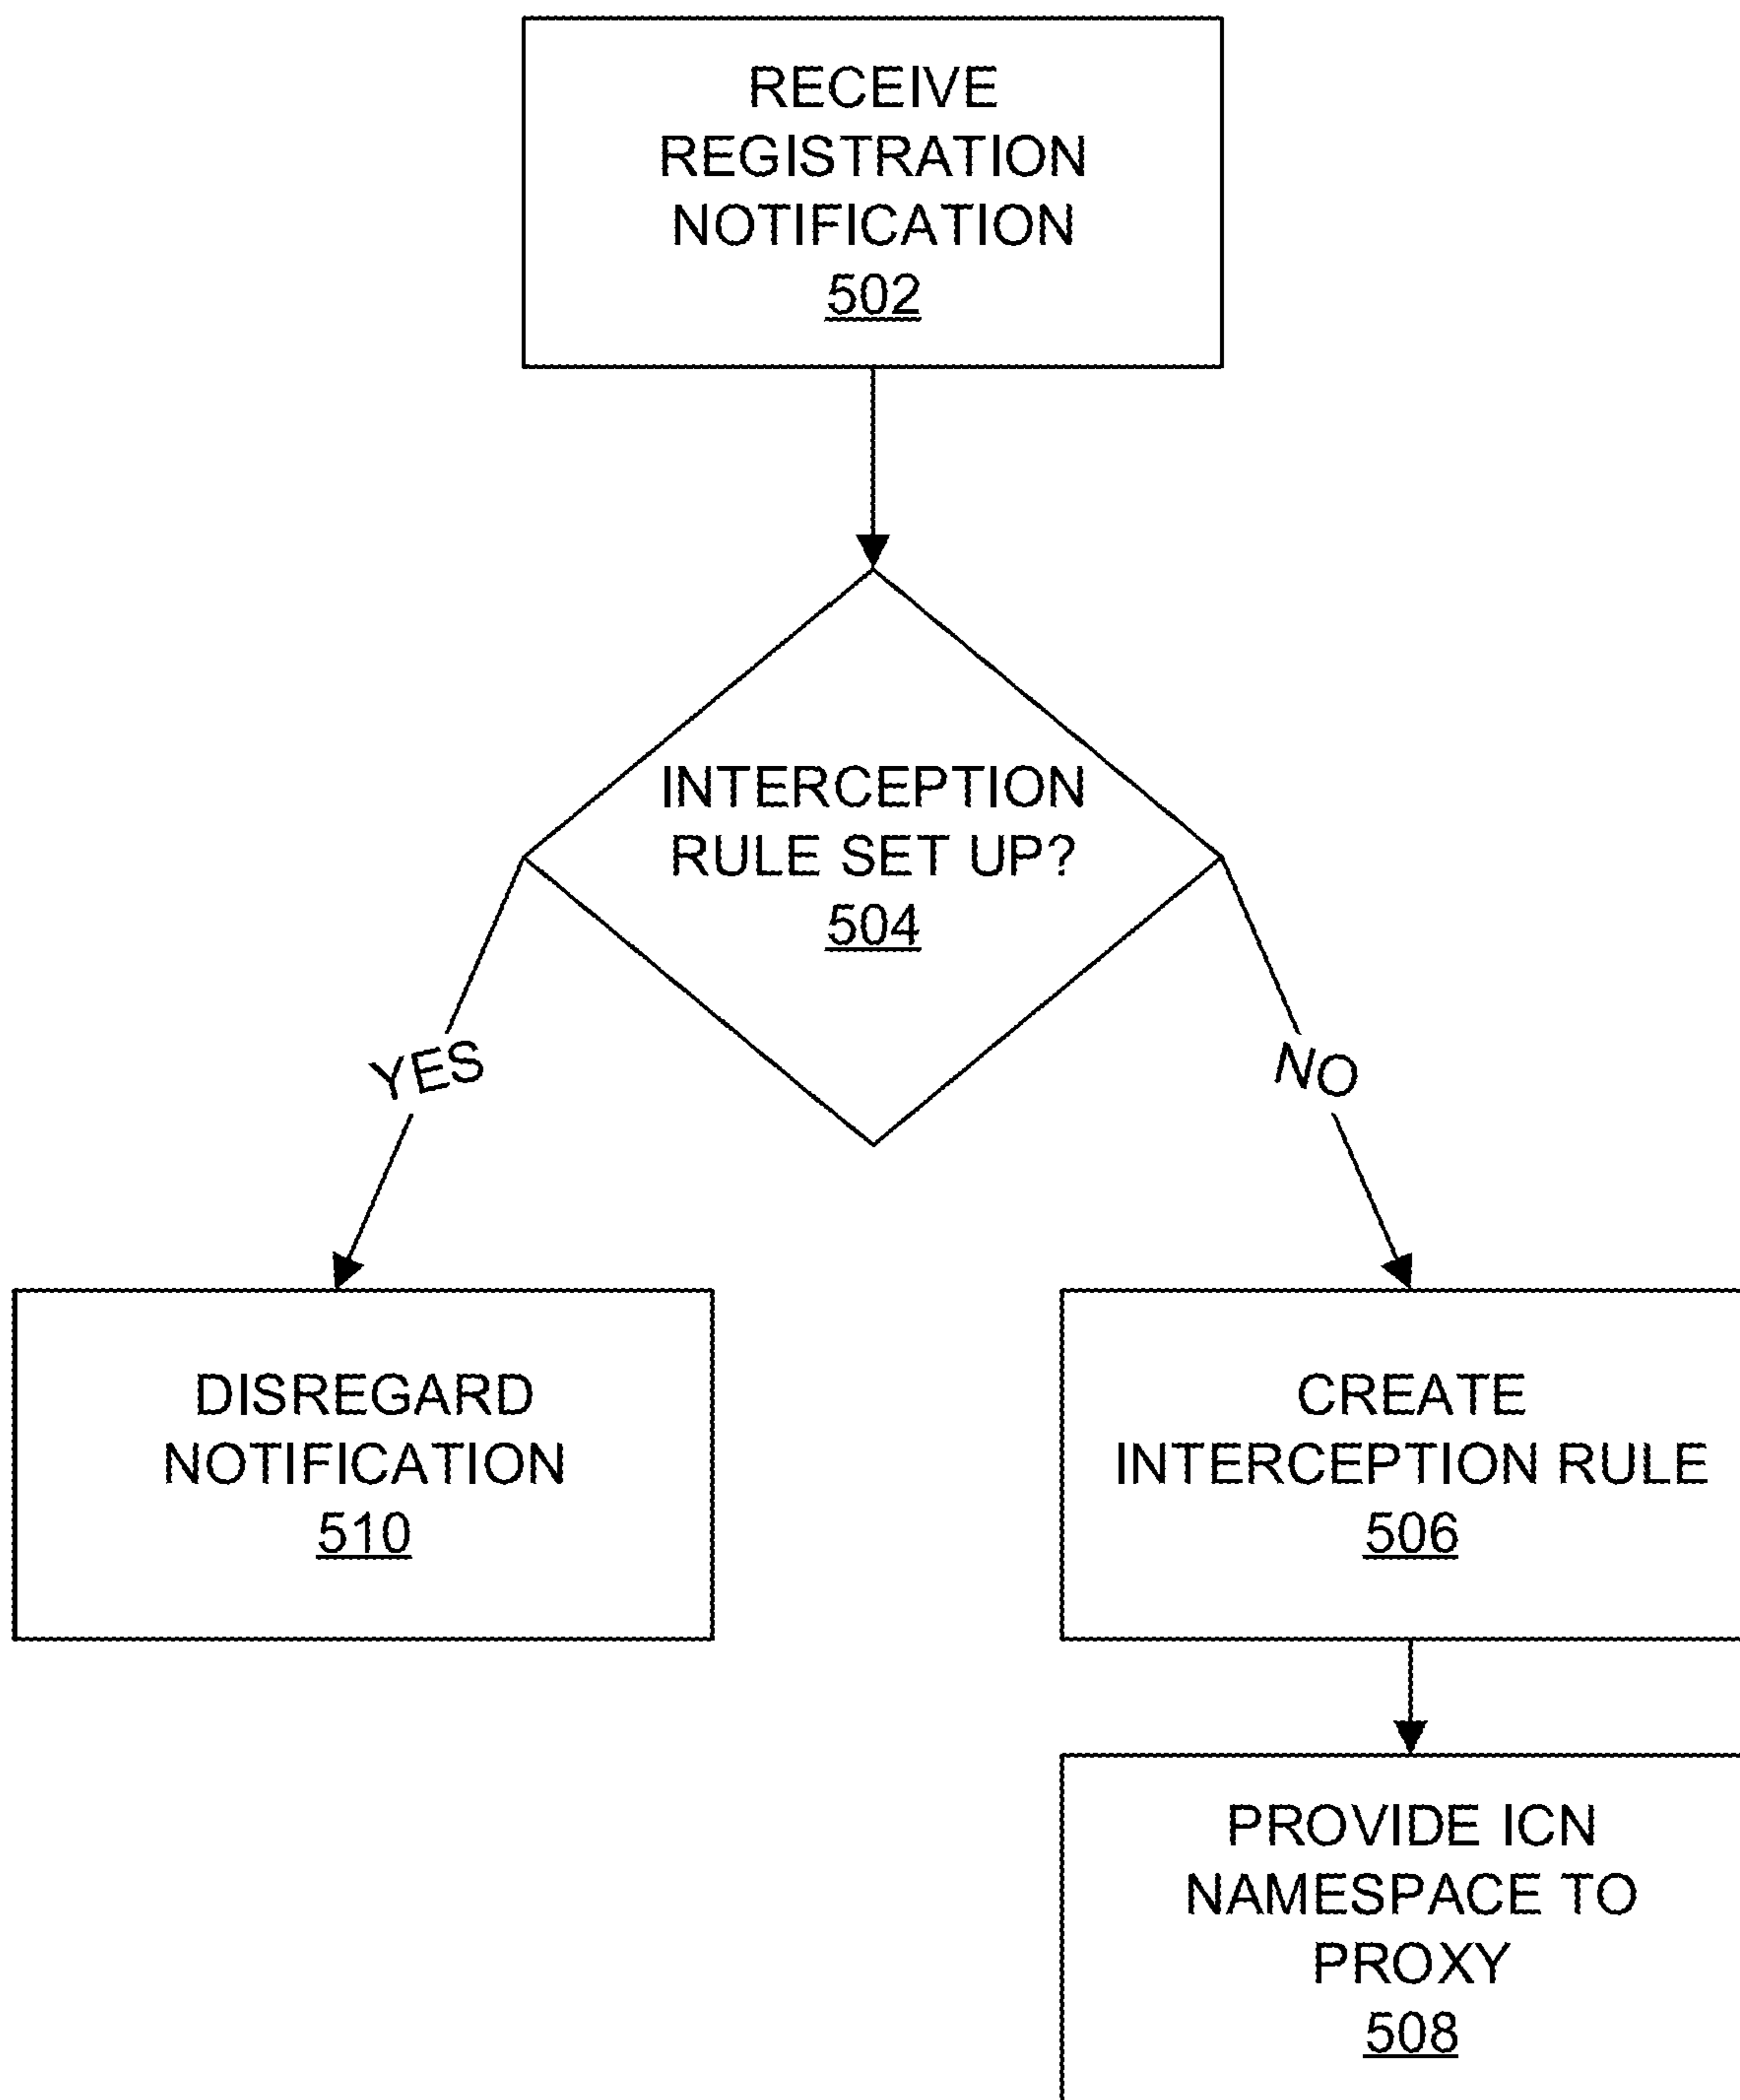 RECEIVE
REGISTRATION
NOTIFICATION
502
INTERCEPTION
RULE SET UP?
504
YES
NO
DISREGARD
NOTIFICATION
510
CREATE
INTERCEPTION RULE
506
PROVIDE ICN
NAMESPACE TO
PROXY
508